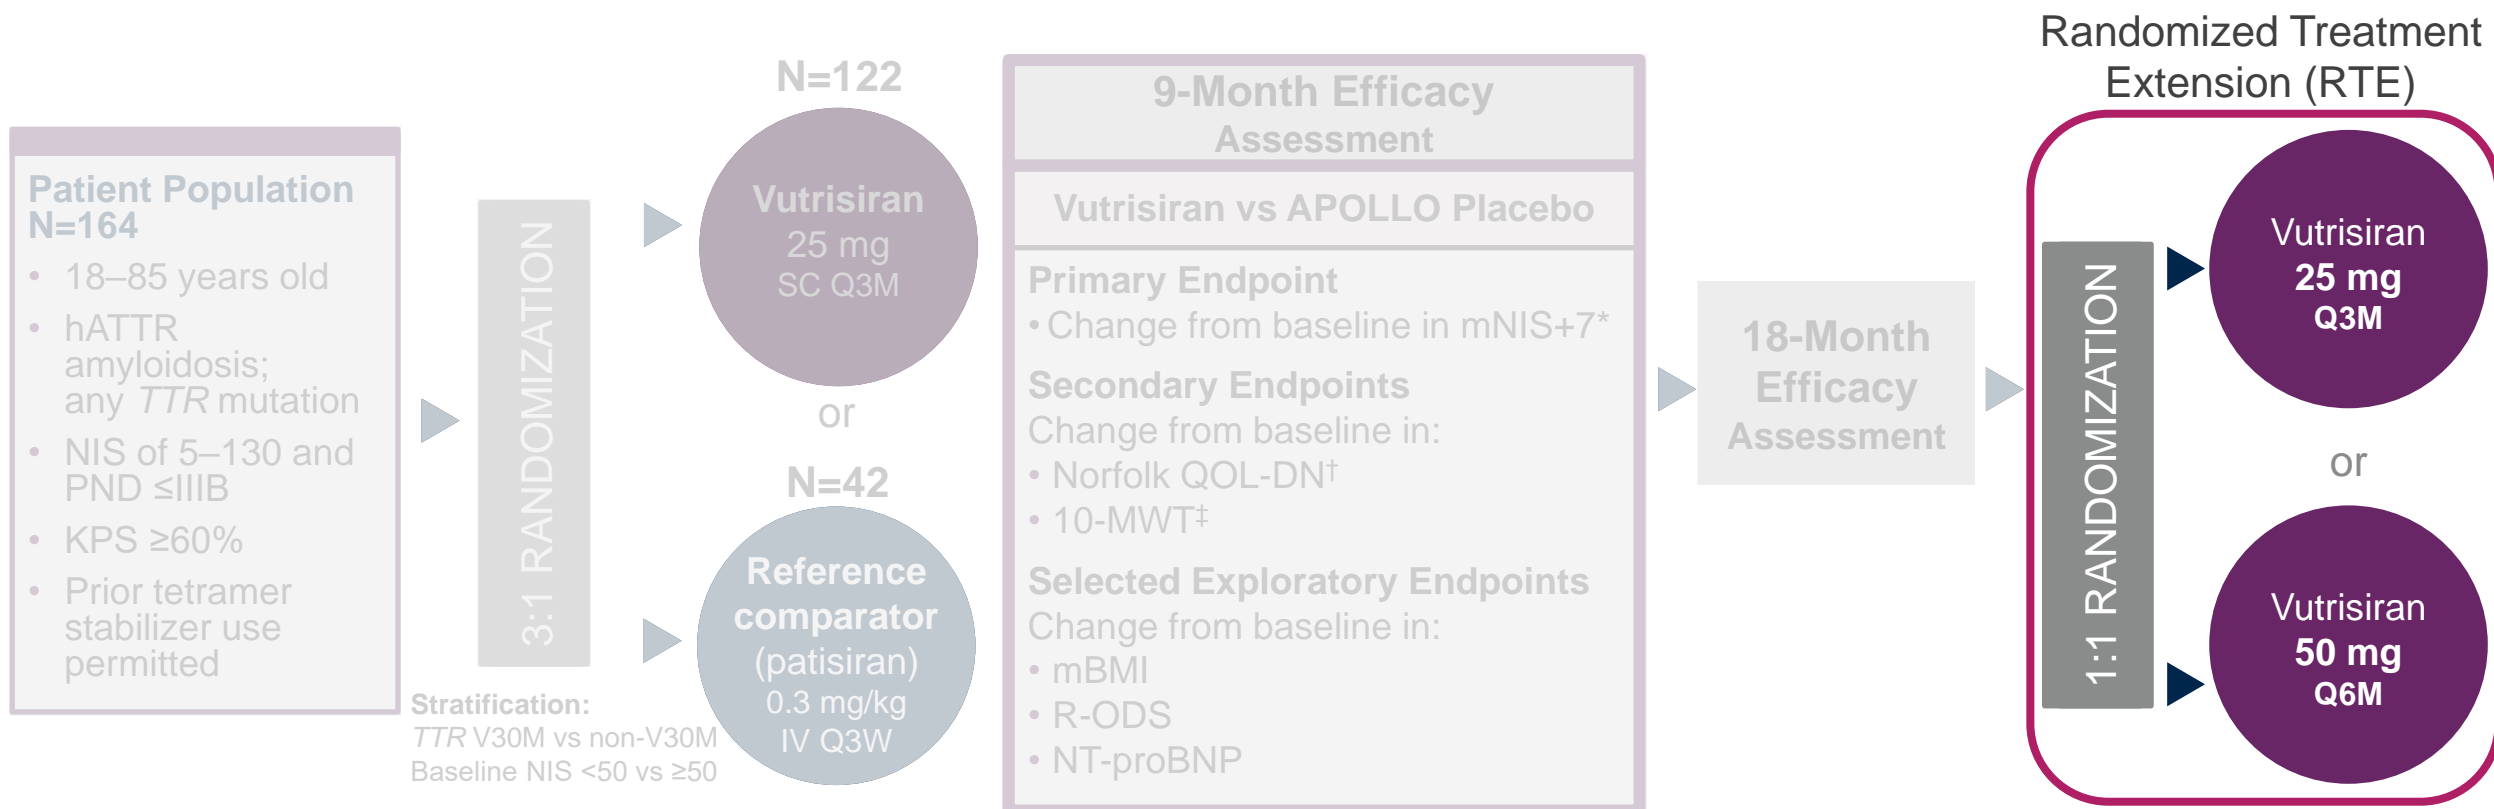 Patient Population
N=164
• 18–85 years old
• hATTR
amyloidosis;
any TTR mutation
• NIS of 5–130 and
PND ≤IIIB
• KPS ≥60%
• Prior tetramer
stabilizer use
permitted
3:1 RANDOMIZATION
Stratification:
TTR V30M vs non-V30M
Baseline NIS <50 vs ≥50
N=122
Vutrisiran
25 mg
SC Q3M
or
N=42
Reference
comparator
(patisiran)
0.3 mg/kg
IV Q3W
9-Month Efficacy
Assessment
Vutrisiran vs APOLLO Placebo
Primary Endpoint
• Change from baseline in mNIS+7*
Secondary Endpoints
Change from baseline in:
• Norfolk QOL-DN†
• 10-MWT‡
Selected Exploratory Endpoints
Change from baseline in:
• mBMI
• R-ODS
• NT-proBNP
18-Month
Efficacy
Assessment
Randomized Treatment
Extension (RTE)
1:1 RANDOMIZATION
Vutrisiran
25 mg
Q3M
or
Vutrisiran
50 mg
Q6M